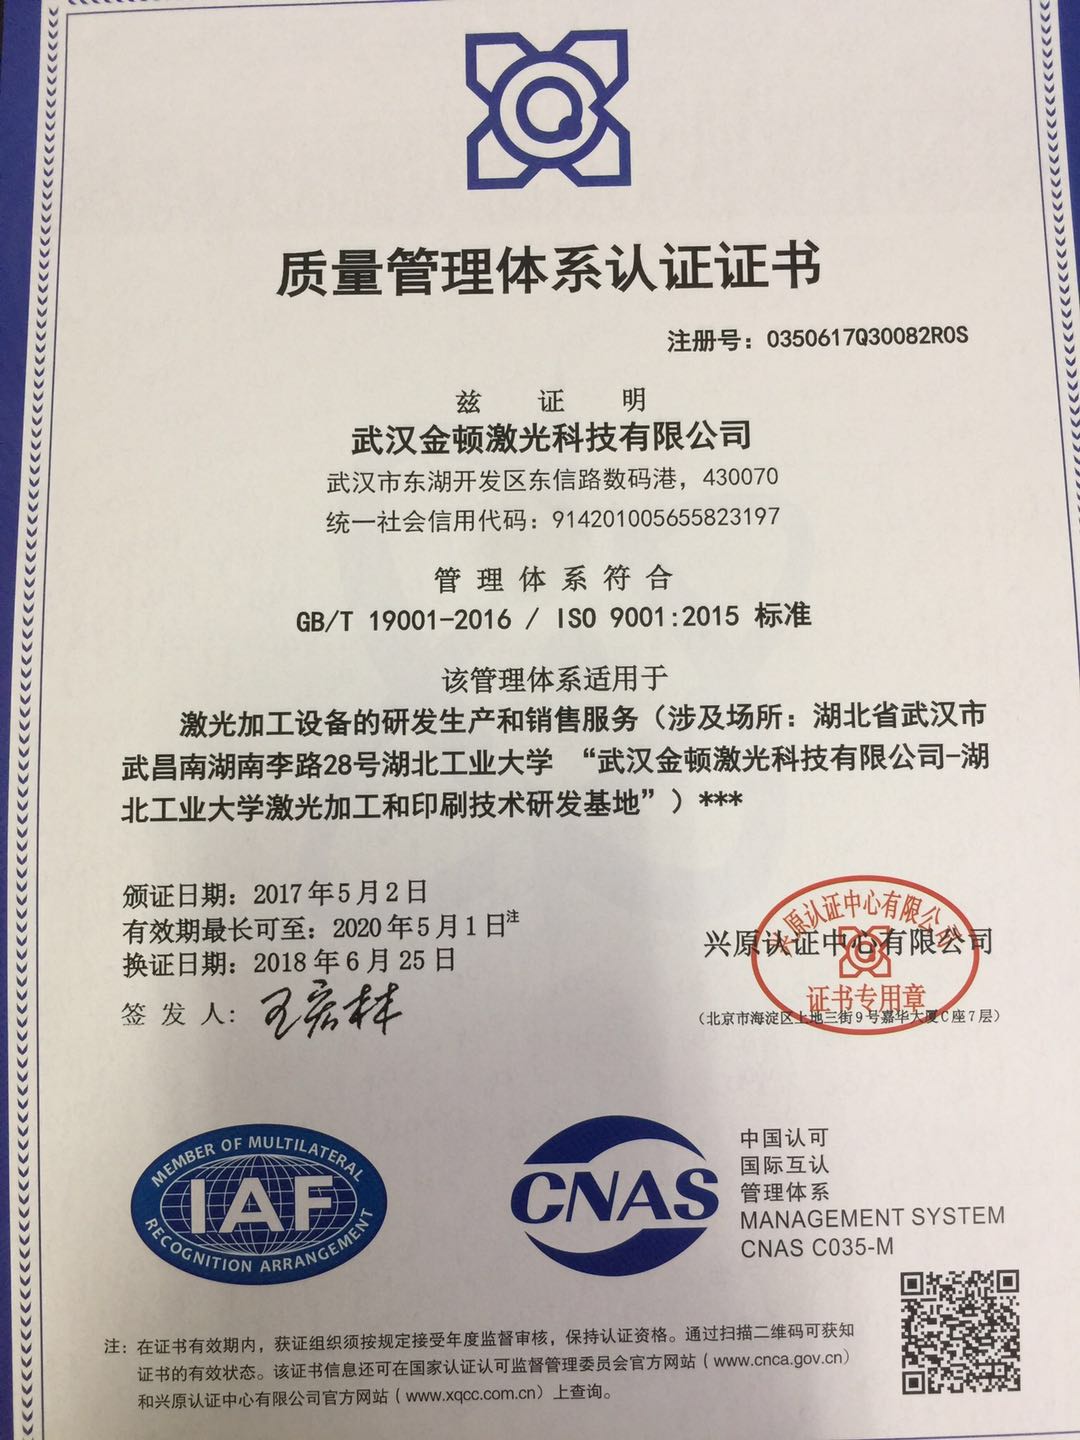 质量管理体系认证证书
注册号：0350617Q30082R0S
兹 证 明
武汉金顿激光科技有限公司
武汉市东湖开发区东信路数码港，430070
统一社会信用代码：914201005655823197
管 理 体 系 符 合
GB/T 19001-2016 / ISO 9001:2015 标准
该管理体系适用于
激光加工设备的研发生产和销售服务（涉及场所：湖北省武汉市
武昌南湖南李路28号湖北工业大学 “武汉金顿激光科技有限公司-湖
北工业大学激光加工和印刷技术研发基地”）***
颁证日期：2017年5月2日
有效期最长可至：2020年5月1日注
换证日期：2018年6月25日
签 发 人：
兴原认证中心有限公司
兴原认证中心有限公司
证书专用章
（北京市海淀区上地三街9号嘉华大厦C座7层）
MEMBER OF MULTILATERAL
IAF
RECOGNITION ARRANGEMENT
CNAS
中国认可
国际互认
管理体系
MANAGEMENT SYSTEM
CNAS C035-M
注：在证书有效期内，获证组织须按规定接受年度监督审核，保持认证资格。通过扫描二维码可获知
证书的有效状态。该证书信息还可在国家认证认可监督管理委员会官方网站（www.cnca.gov.cn）
和兴原认证中心有限公司官方网站（www.xqcc.com.cn）上查询。